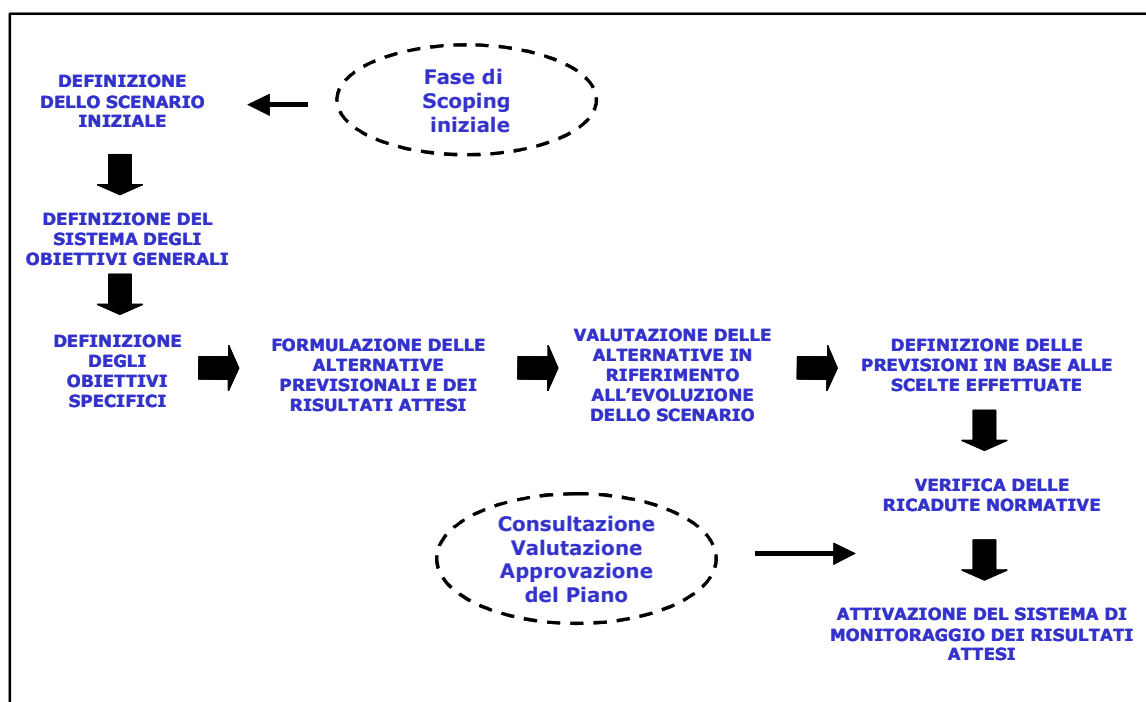 Fase di
Scoping
iniziale
DEFINIZIONE
DELLO SCENARIO
INIZIALE
DEFINIZIONE DEL
SISTEMA DEGLI
OBIETTIVI GENERALI
DEFINIZIONE
DEGLI
OBIETTIVI
SPECIFICI
FORMULAZIONE DELLE
ALTERNATIVE
PREVISIONALI E DEI
RISULTATI ATTESI
VALUTAZIONE DELLE
ALTERNATIVE IN
RIFERIMENTO
ALL’EVOLUZIONE
DELLO SCENARIO
DEFINIZIONE DELLE
PREVISIONI IN BASE ALLE
SCELTE EFFETTUATE
VERIFICA DELLE
RICADUTE NORMATIVE
Consultazione
Valutazione
Approvazione
del Piano
ATTIVAZIONE DEL SISTEMA DI
MONITORAGGIO DEI RISULTATI
ATTESI